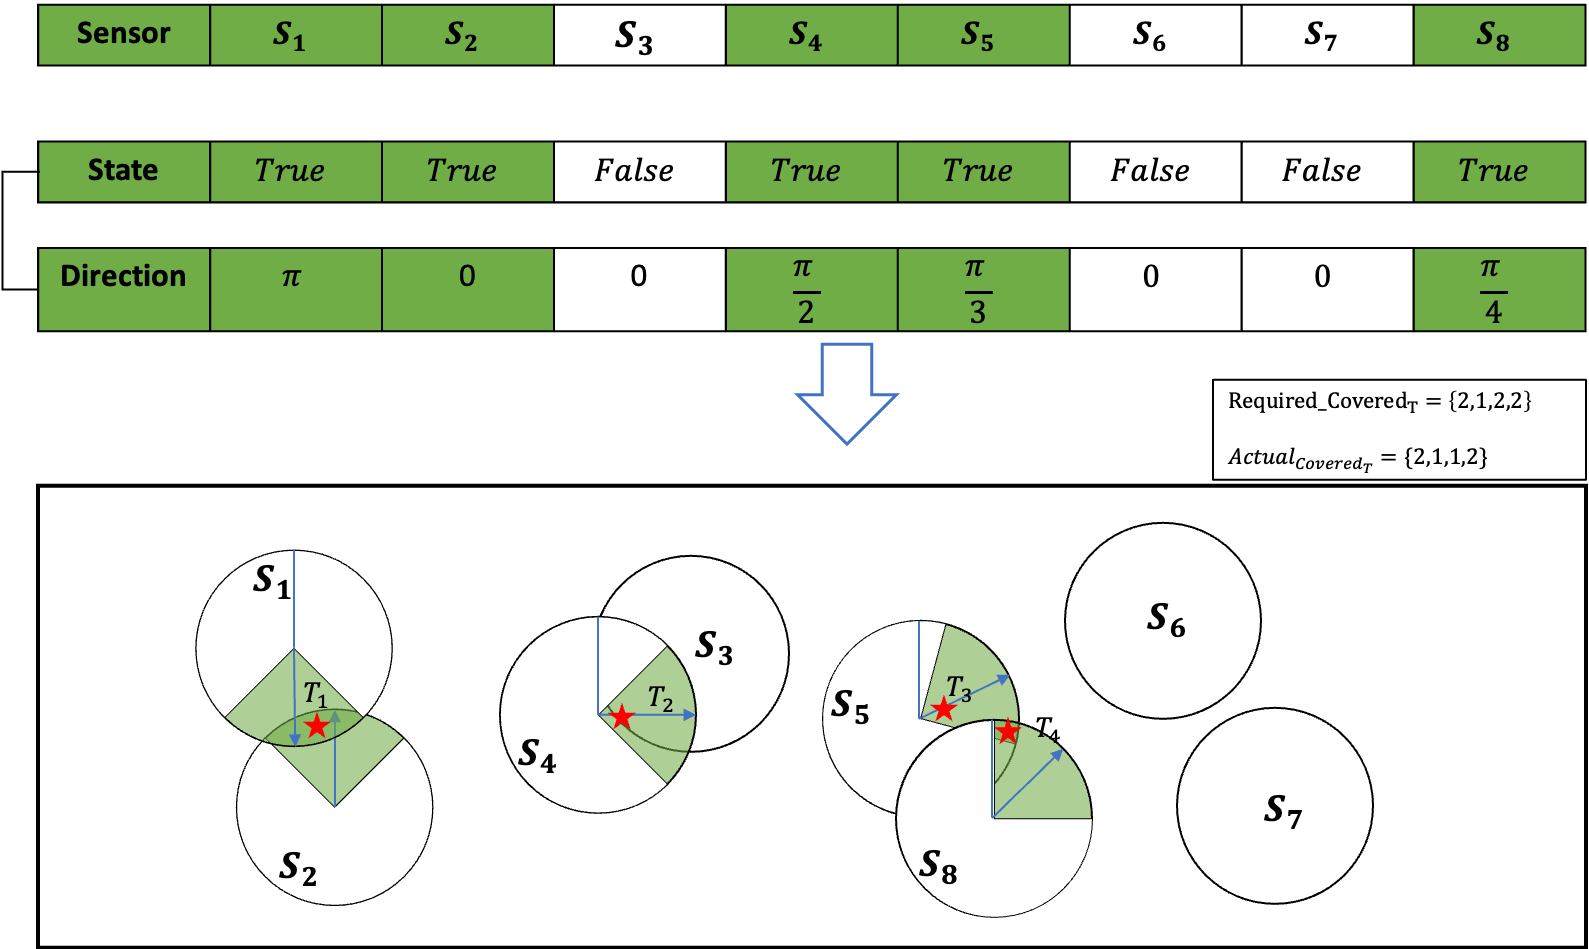 Sensor S₁ S₂ S₃ S₄ S₅ S₆ S₇ S₈
State True True False True True False False True
Direction π 0 0 π/2 π/3 0 0 π/4
Required_Covered_T = {2,1,2,2}
Actual_Covered_T = {2,1,1,2}
S₁
T₁
S₂
S₃
T₂
S₄
S₅
T₃
T₄
S₈
S₆
S₇